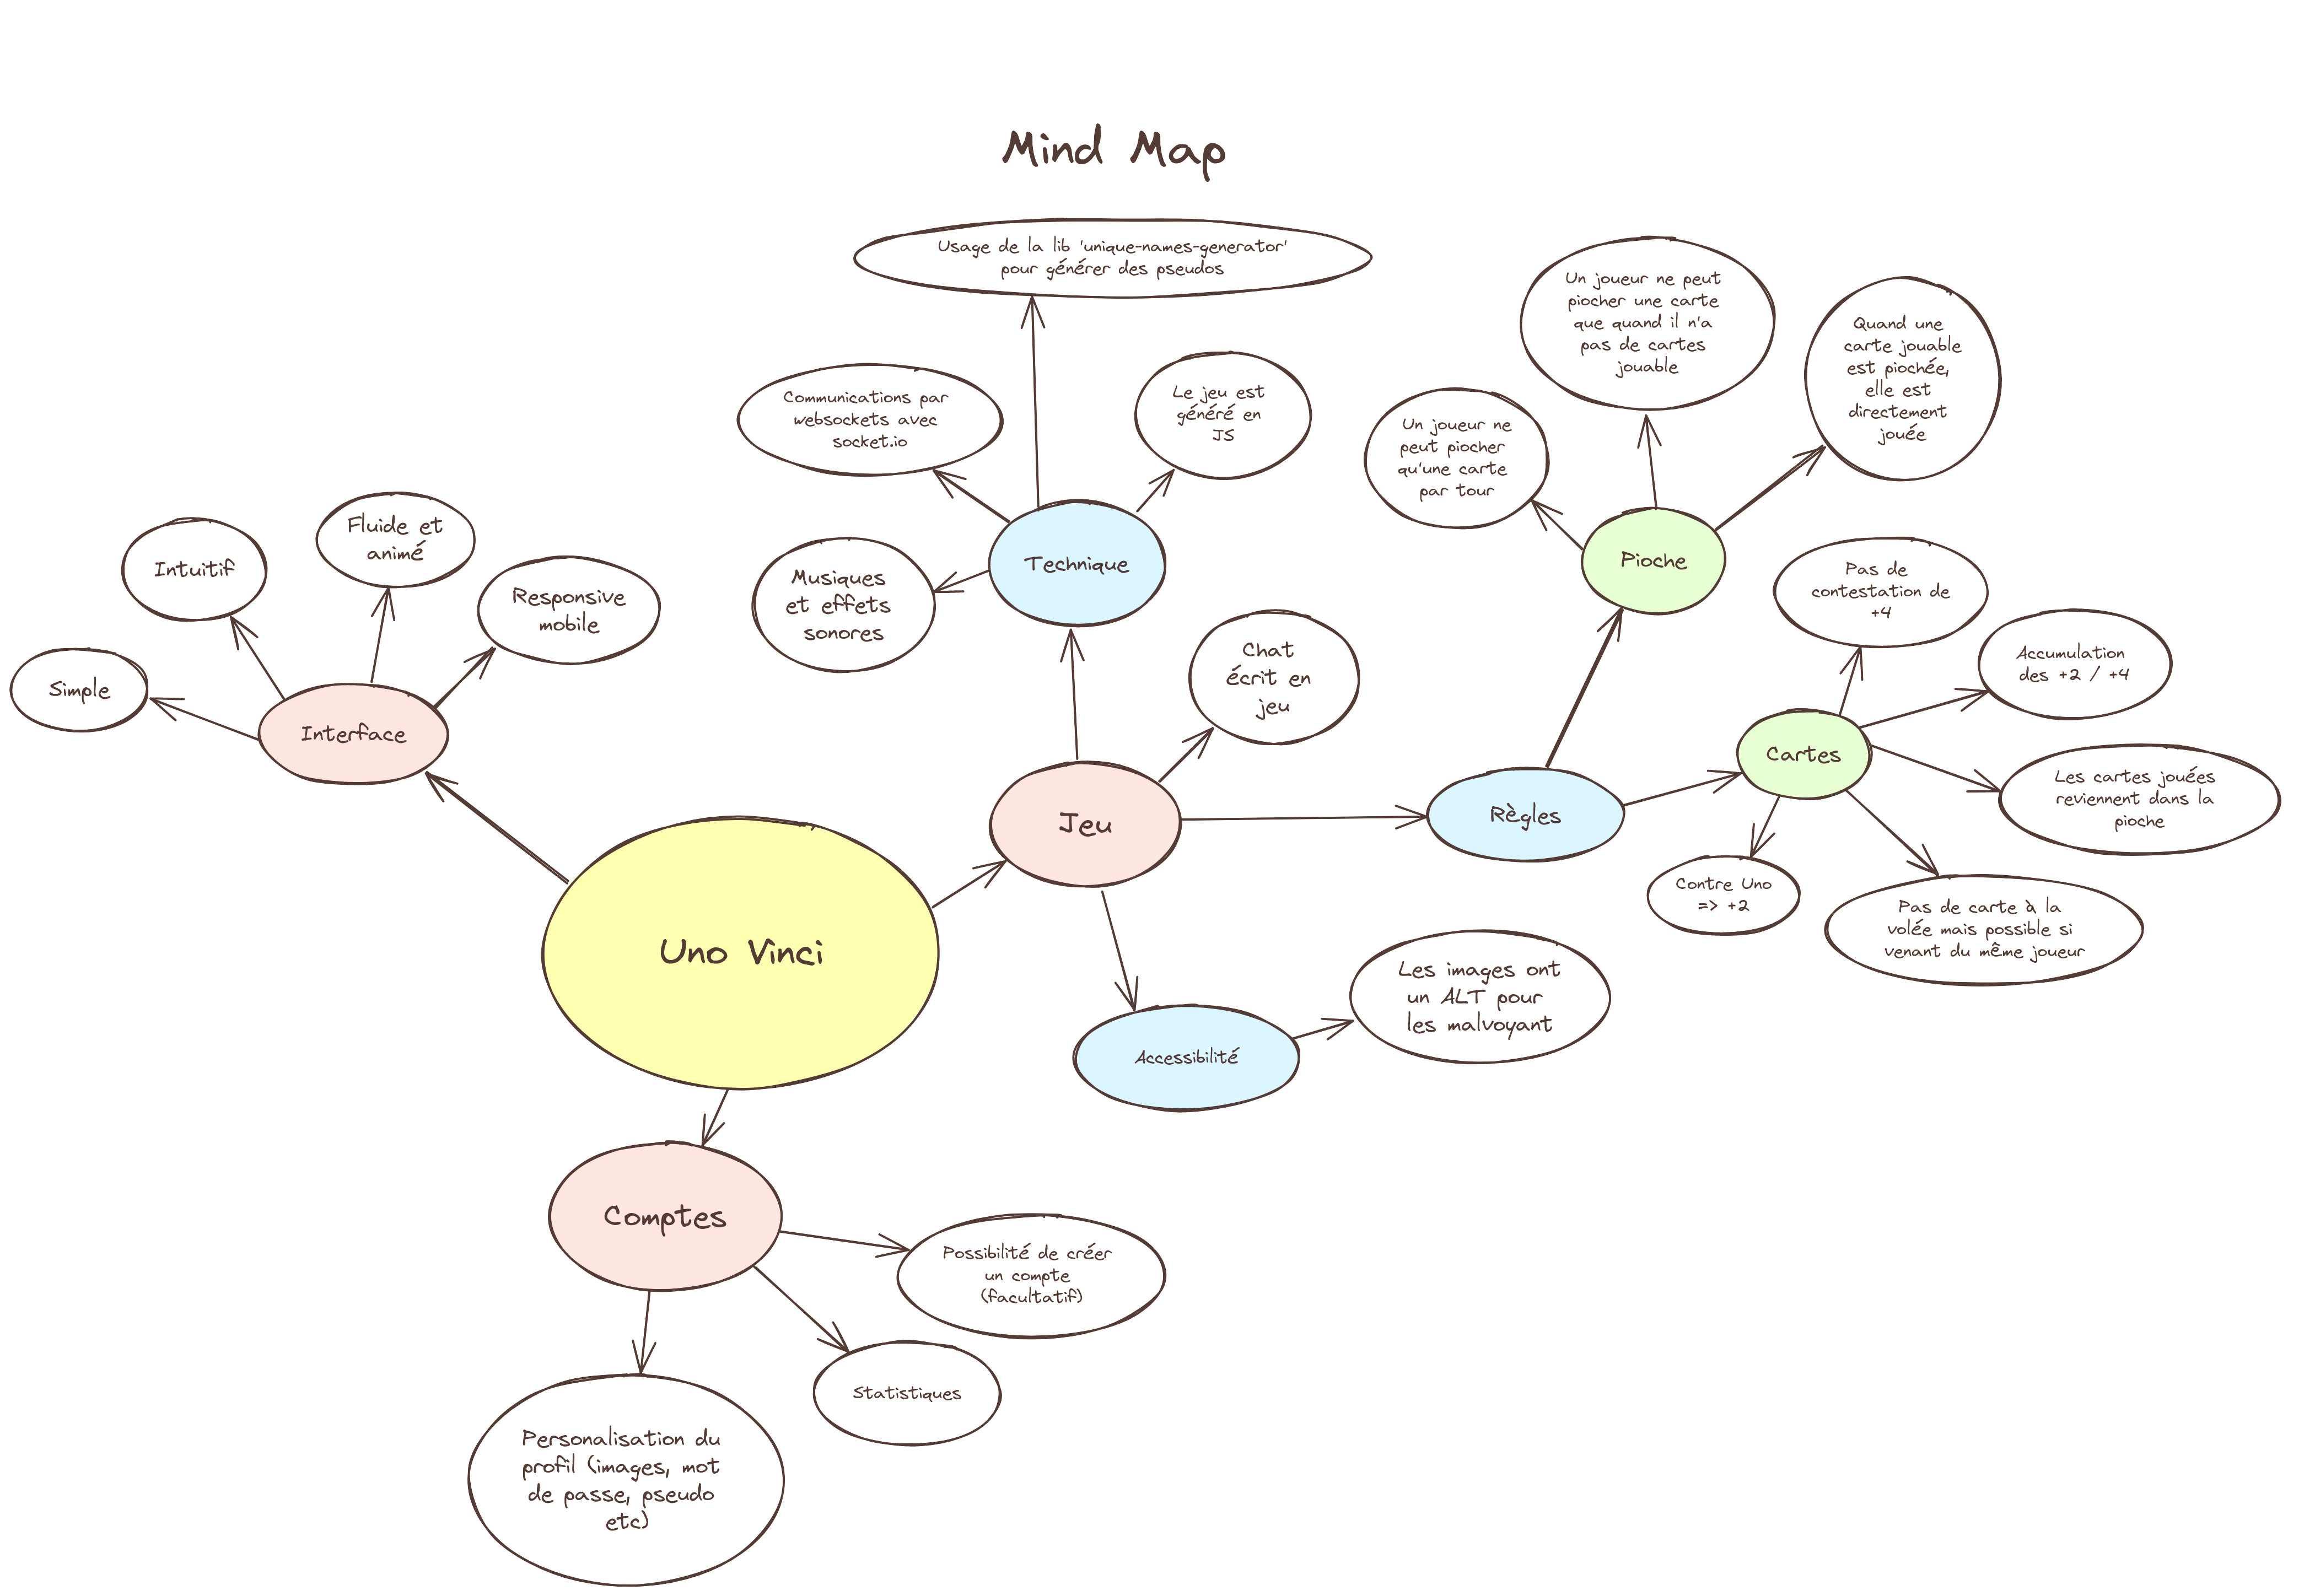 Mind Map
Usage de la lib 'unique-names-generator'
pour générer des pseudos
Communications par
websockets avec
socket.io
Le jeu est
généré en
JS
Musiques
et effets
sonores
Technique
Un joueur ne peut
piocher une carte
que quand il n'a
pas de cartes
jouable
Quand une
carte jouable
est piochée,
elle est
directement
jouée
Un joueur ne
peut piocher
qu'une carte
par tour
Pioche
Intuitif
Fluide et
animé
Responsive
mobile
Simple
Interface
Chat
écrit en
jeu
Pas de
contestation de
+4
Accumulation
des +2 / +4
Cartes
Les cartes jouées
reviennent dans la
pioche
Jeu
Règles
Contre Uno
=> +2
Pas de carte à la
volée mais possible si
venant du même joueur
Uno Vinci
Les images ont
un ALT pour
les malvoyant
Accessibilité
Comptes
Possibilité de créer
un compte
(facultatif)
Statistiques
Personalisation du
profil (images, mot
de passe, pseudo
etc)